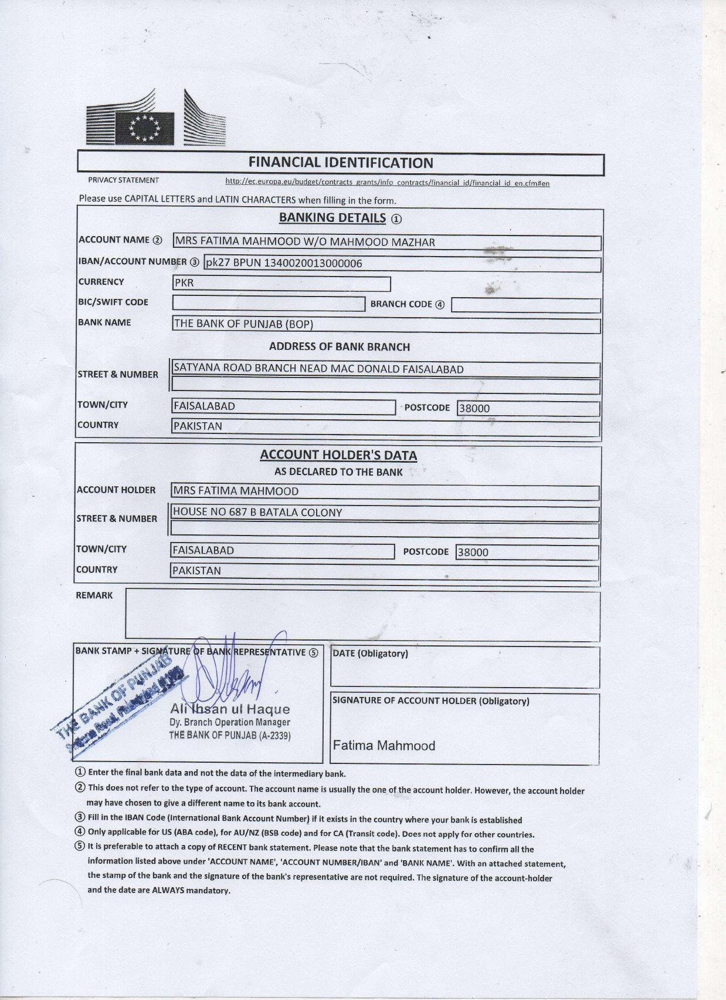 FINANCIAL IDENTIFICATION
PRIVACY STATEMENT http://ec.europa.eu/budget/contracts_grants/info_contracts/financial_id/financial_id_en.cfm#en
Please use CAPITAL LETTERS and LATIN CHARACTERS when filling in the form.
BANKING DETAILS ①
ACCOUNT NAME ② MRS FATIMA MAHMOOD W/O MAHMOOD MAZHAR
IBAN/ACCOUNT NUMBER ③ pk27 BPUN 1340020013000006
CURRENCY PKR
BIC/SWIFT CODE BRANCH CODE ④
BANK NAME THE BANK OF PUNJAB (BOP)
ADDRESS OF BANK BRANCH
STREET & NUMBER SATYANA ROAD BRANCH NEAD MAC DONALD FAISALABAD
TOWN/CITY FAISALABAD POSTCODE 38000
COUNTRY PAKISTAN
ACCOUNT HOLDER'S DATA
AS DECLARED TO THE BANK
ACCOUNT HOLDER MRS FATIMA MAHMOOD
STREET & NUMBER HOUSE NO 687 B BATALA COLONY
TOWN/CITY FAISALABAD POSTCODE 38000
COUNTRY PAKISTAN
REMARK
BANK STAMP + SIGNATURE OF BANK REPRESENTATIVE ⑤ DATE (Obligatory)
THE BANK OF PUNJAB
Road,
Ali Ihsan ul Haque
Dy. Branch Operation Manager
THE BANK OF PUNJAB (A-2339)
SIGNATURE OF ACCOUNT HOLDER (Obligatory)
Fatima Mahmood
① Enter the final bank data and not the data of the intermediary bank.
② This does not refer to the type of account. The account name is usually the one of the account holder. However, the account holder
may have chosen to give a different name to its bank account.
③ Fill in the IBAN Code (International Bank Account Number) if it exists in the country where your bank is established
④ Only applicable for US (ABA code), for AU/NZ (BSB code) and for CA (Transit code). Does not apply for other countries.
⑤ It is preferable to attach a copy of RECENT bank statement. Please note that the bank statement has to confirm all the
information listed above under 'ACCOUNT NAME', 'ACCOUNT NUMBER/IBAN' and 'BANK NAME'. With an attached statement,
the stamp of the bank and the signature of the bank's representative are not required. The signature of the account-holder
and the date are ALWAYS mandatory.